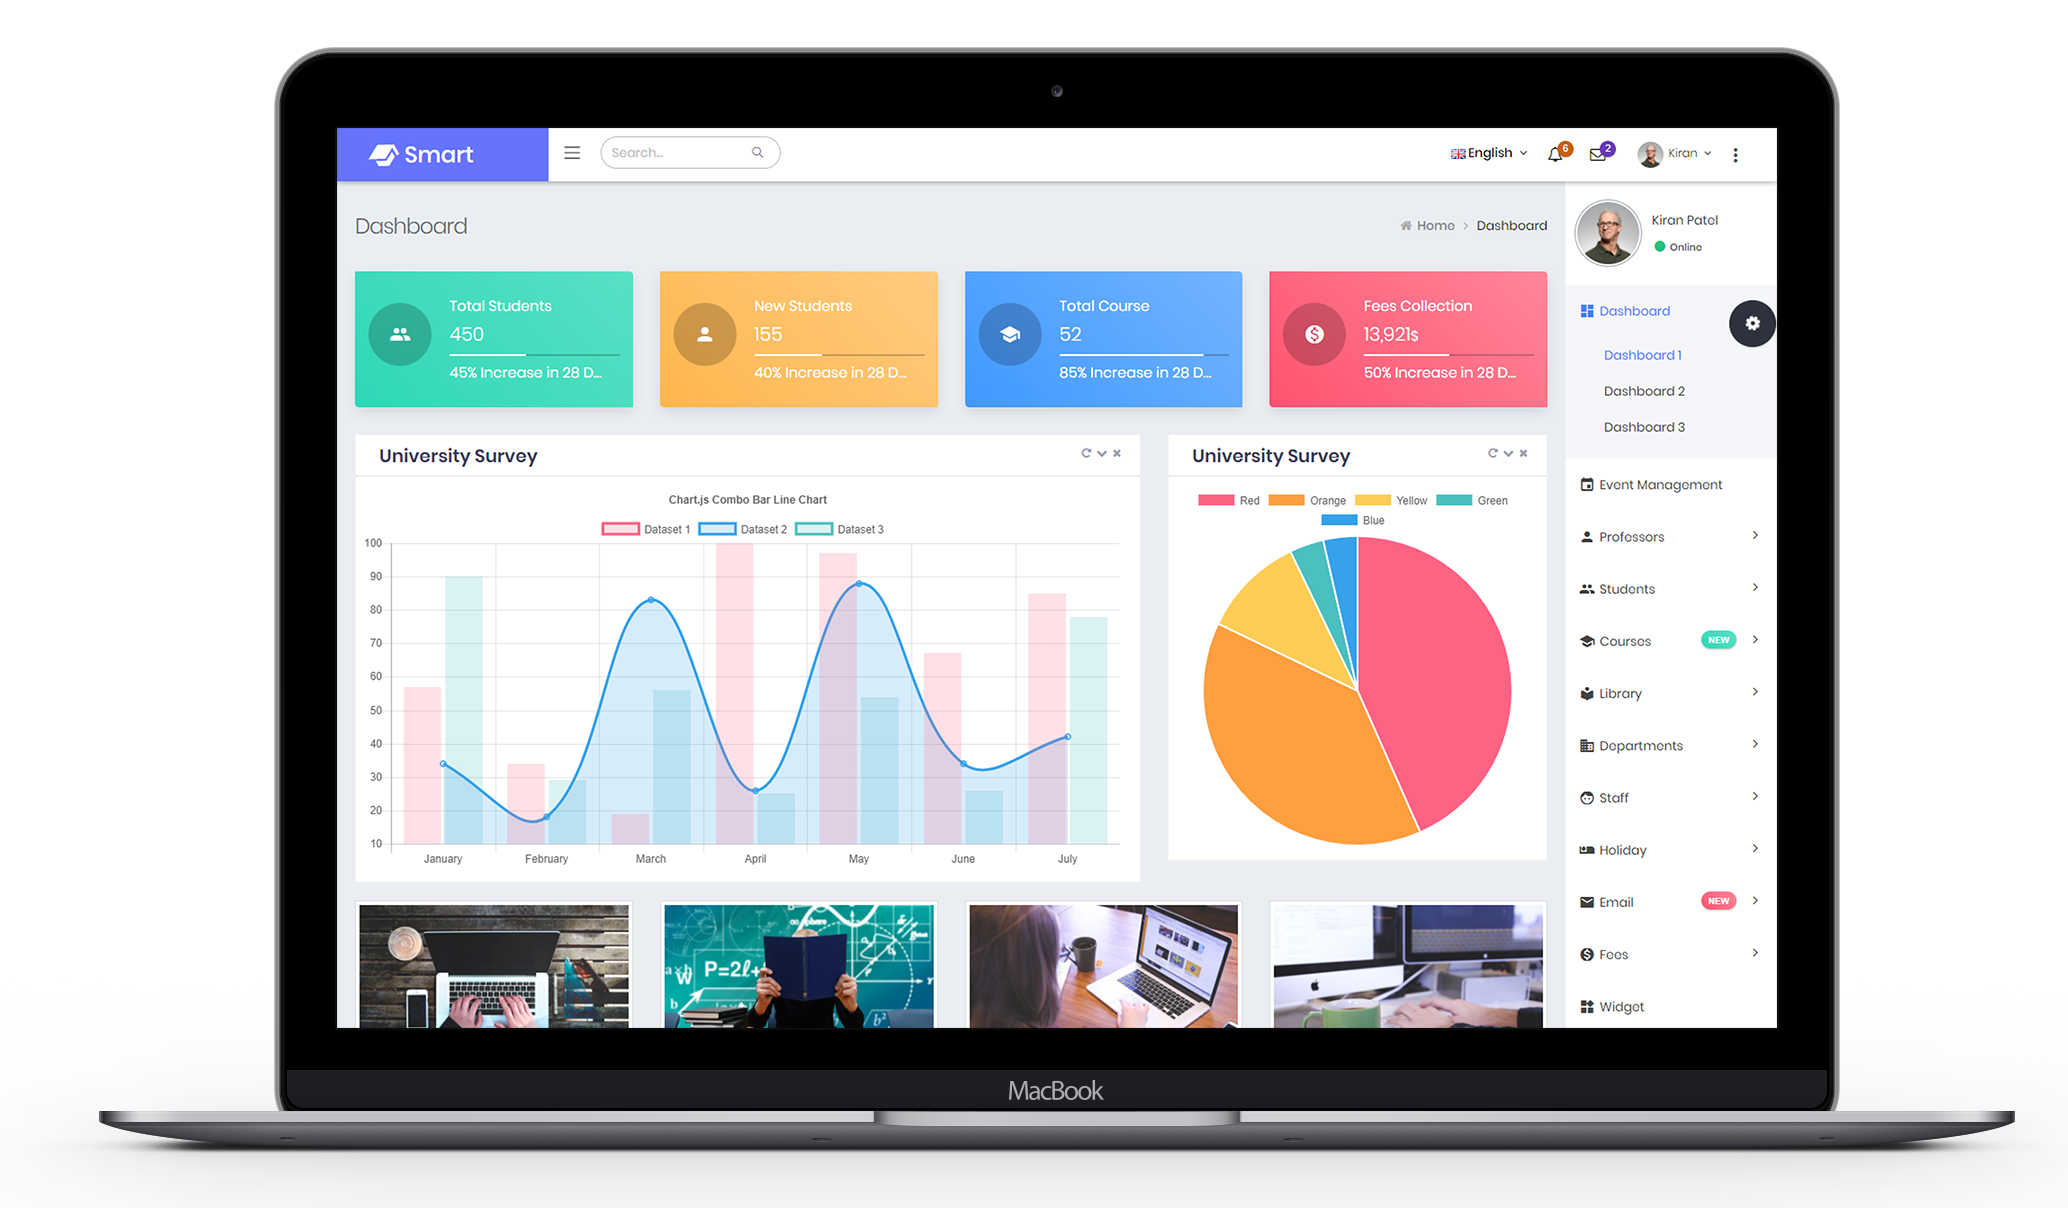 Smart
Search...
English
6
2
Kiran
Dashboard
Home > Dashboard
Kiran Patel
Online
Total Students
450
45% Increase in 28 D...
New Students
155
40% Increase in 28 D...
Total Course
52
85% Increase in 28 D...
Fees Collection
13,921$
50% Increase in 28 D...
Dashboard
Dashboard 1
Dashboard 2
Dashboard 3
Event Management
Professors
Students
Courses NEW
Library
Departments
Staff
Holiday
Email NEW
Fees
Widget
University Survey
Chart.js Combo Bar Line Chart
Dataset 1 Dataset 2 Dataset 3
100
90
80
70
60
50
40
30
20
10
January February March April May June July
University Survey
Red Orange Yellow Green
Blue
P=2ℓ+
W
b
b²
MacBook